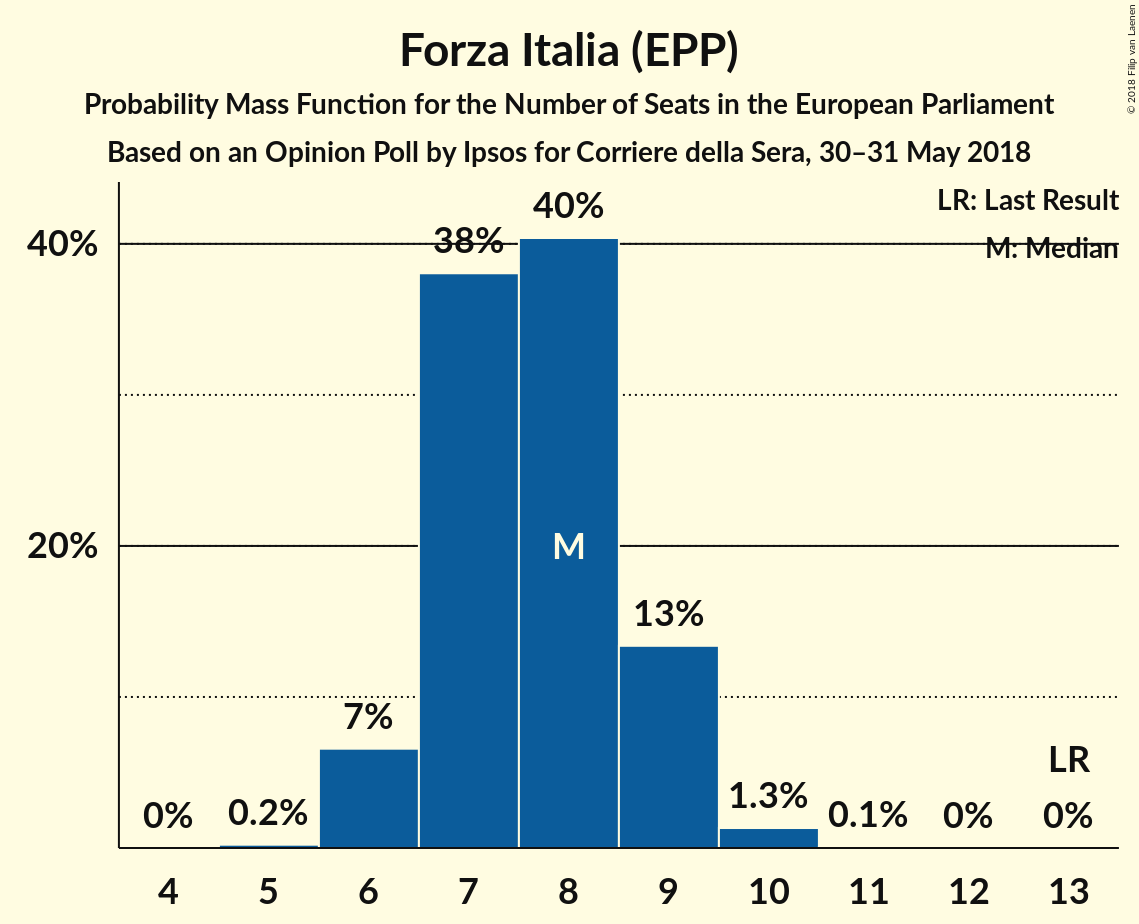 Forza Italia (EPP)
Probability Mass Function for the Number of Seats in the European Parliament
Based on an Opinion Poll by Ipsos for Corriere della Sera, 30–31 May 2018
© 2018 Filip van Laenen
LR: Last Result
M: Median
40%
20%
0%
0.2%
7%
38%
40%
M
13%
1.3%
0.1%
0%
LR
0%
4 5 6 7 8 9 10 11 12 13